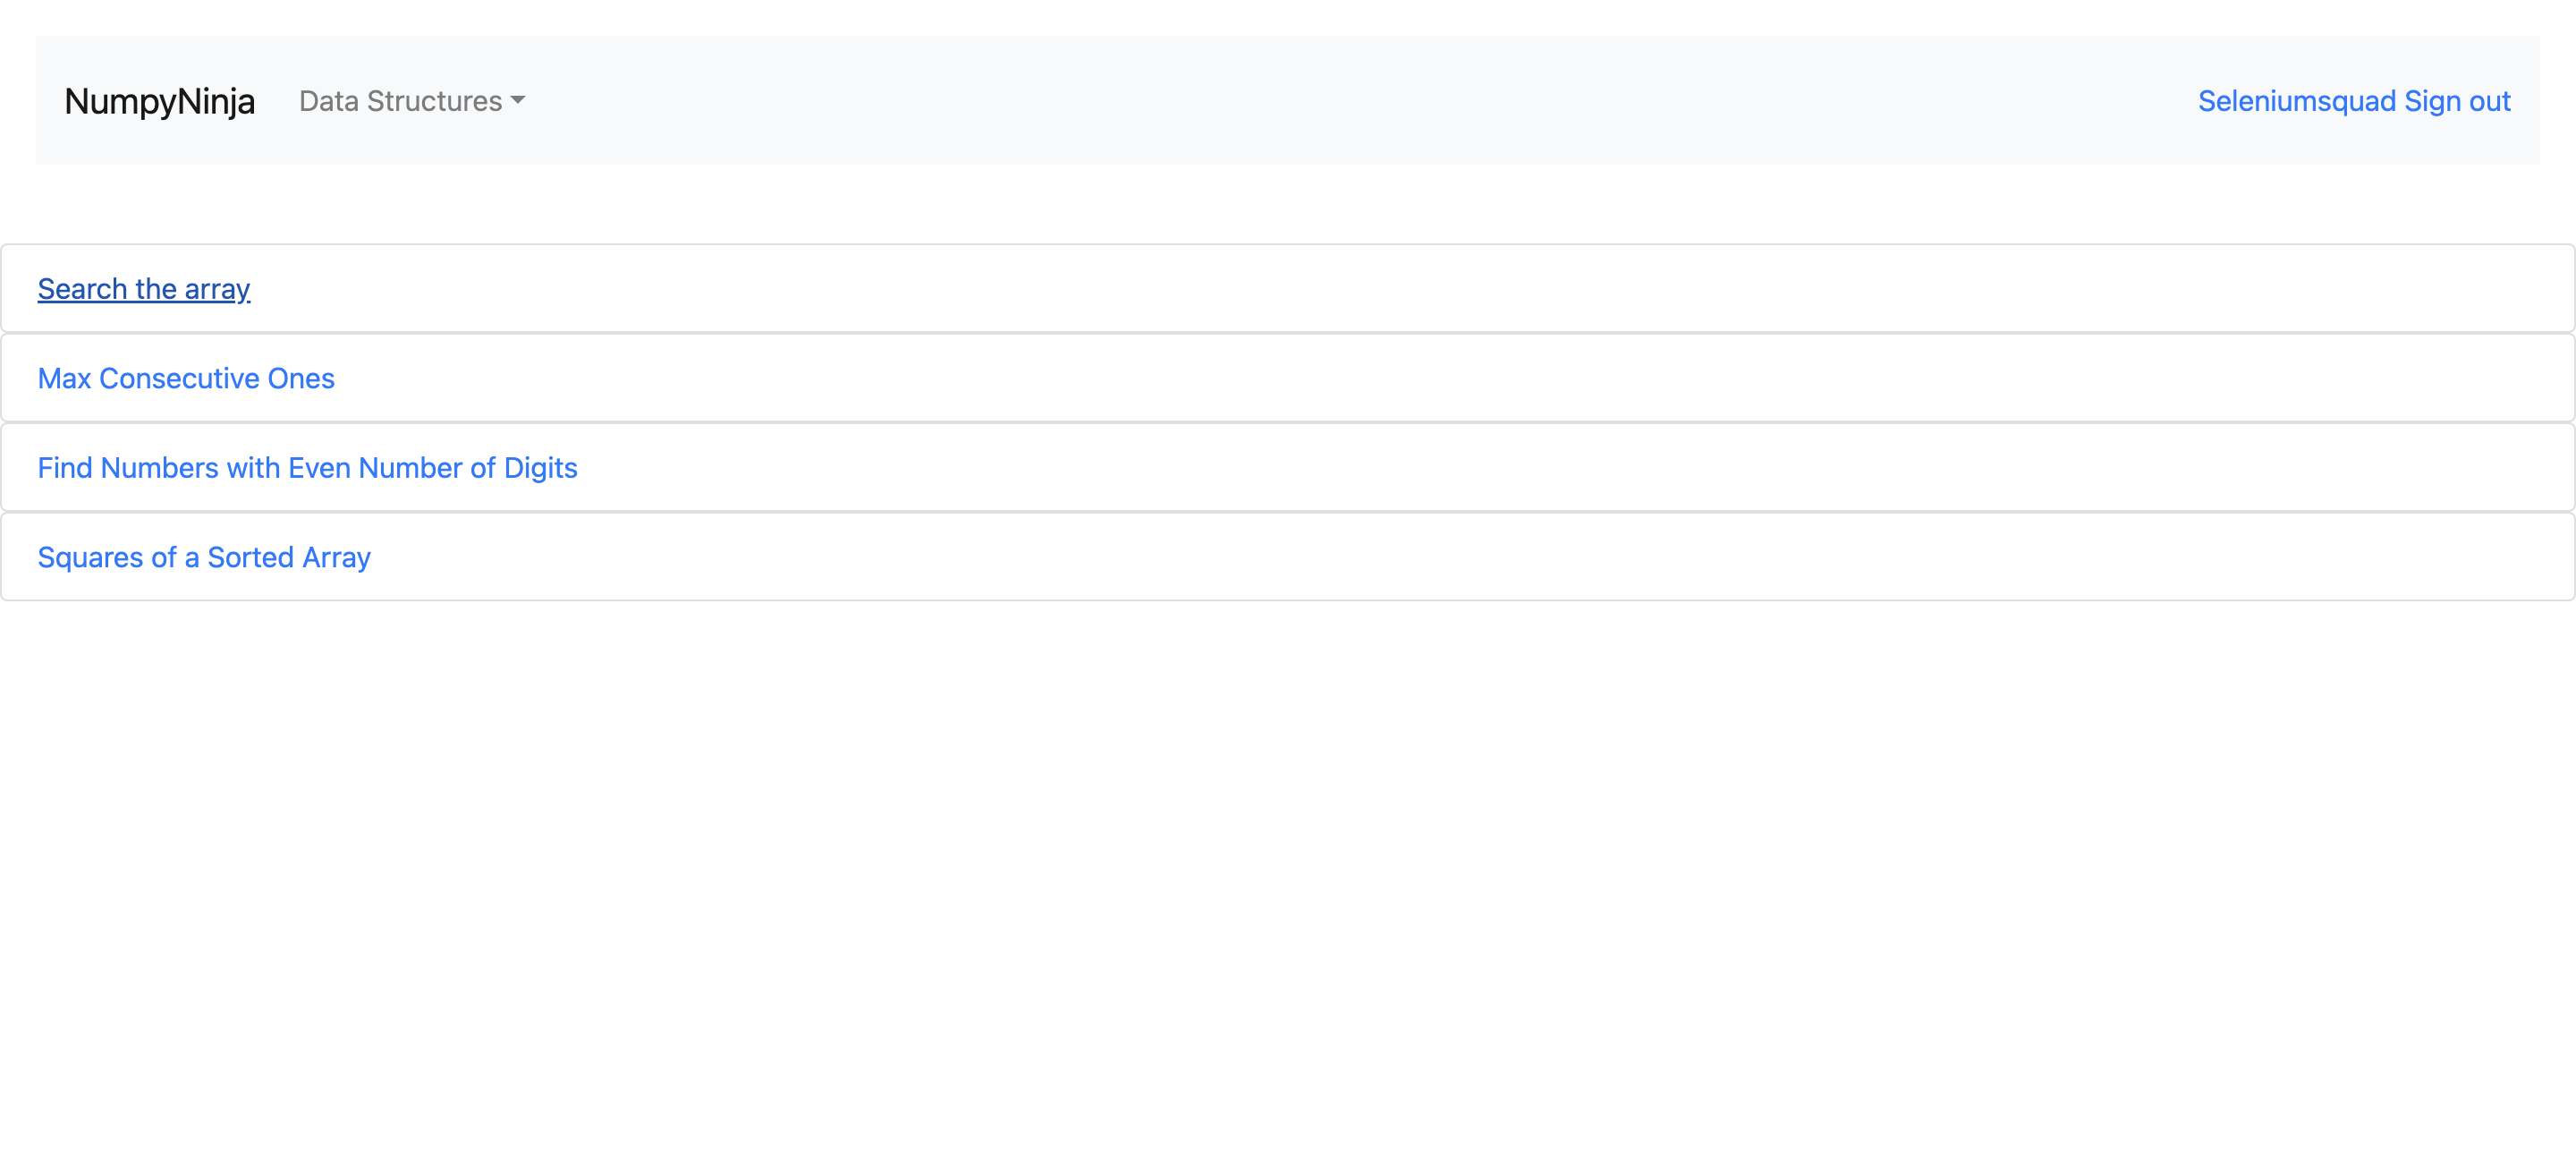 NumpyNinja Data Structures Seleniumsquad Sign out
Search the array
Max Consecutive Ones
Find Numbers with Even Number of Digits
Squares of a Sorted Array